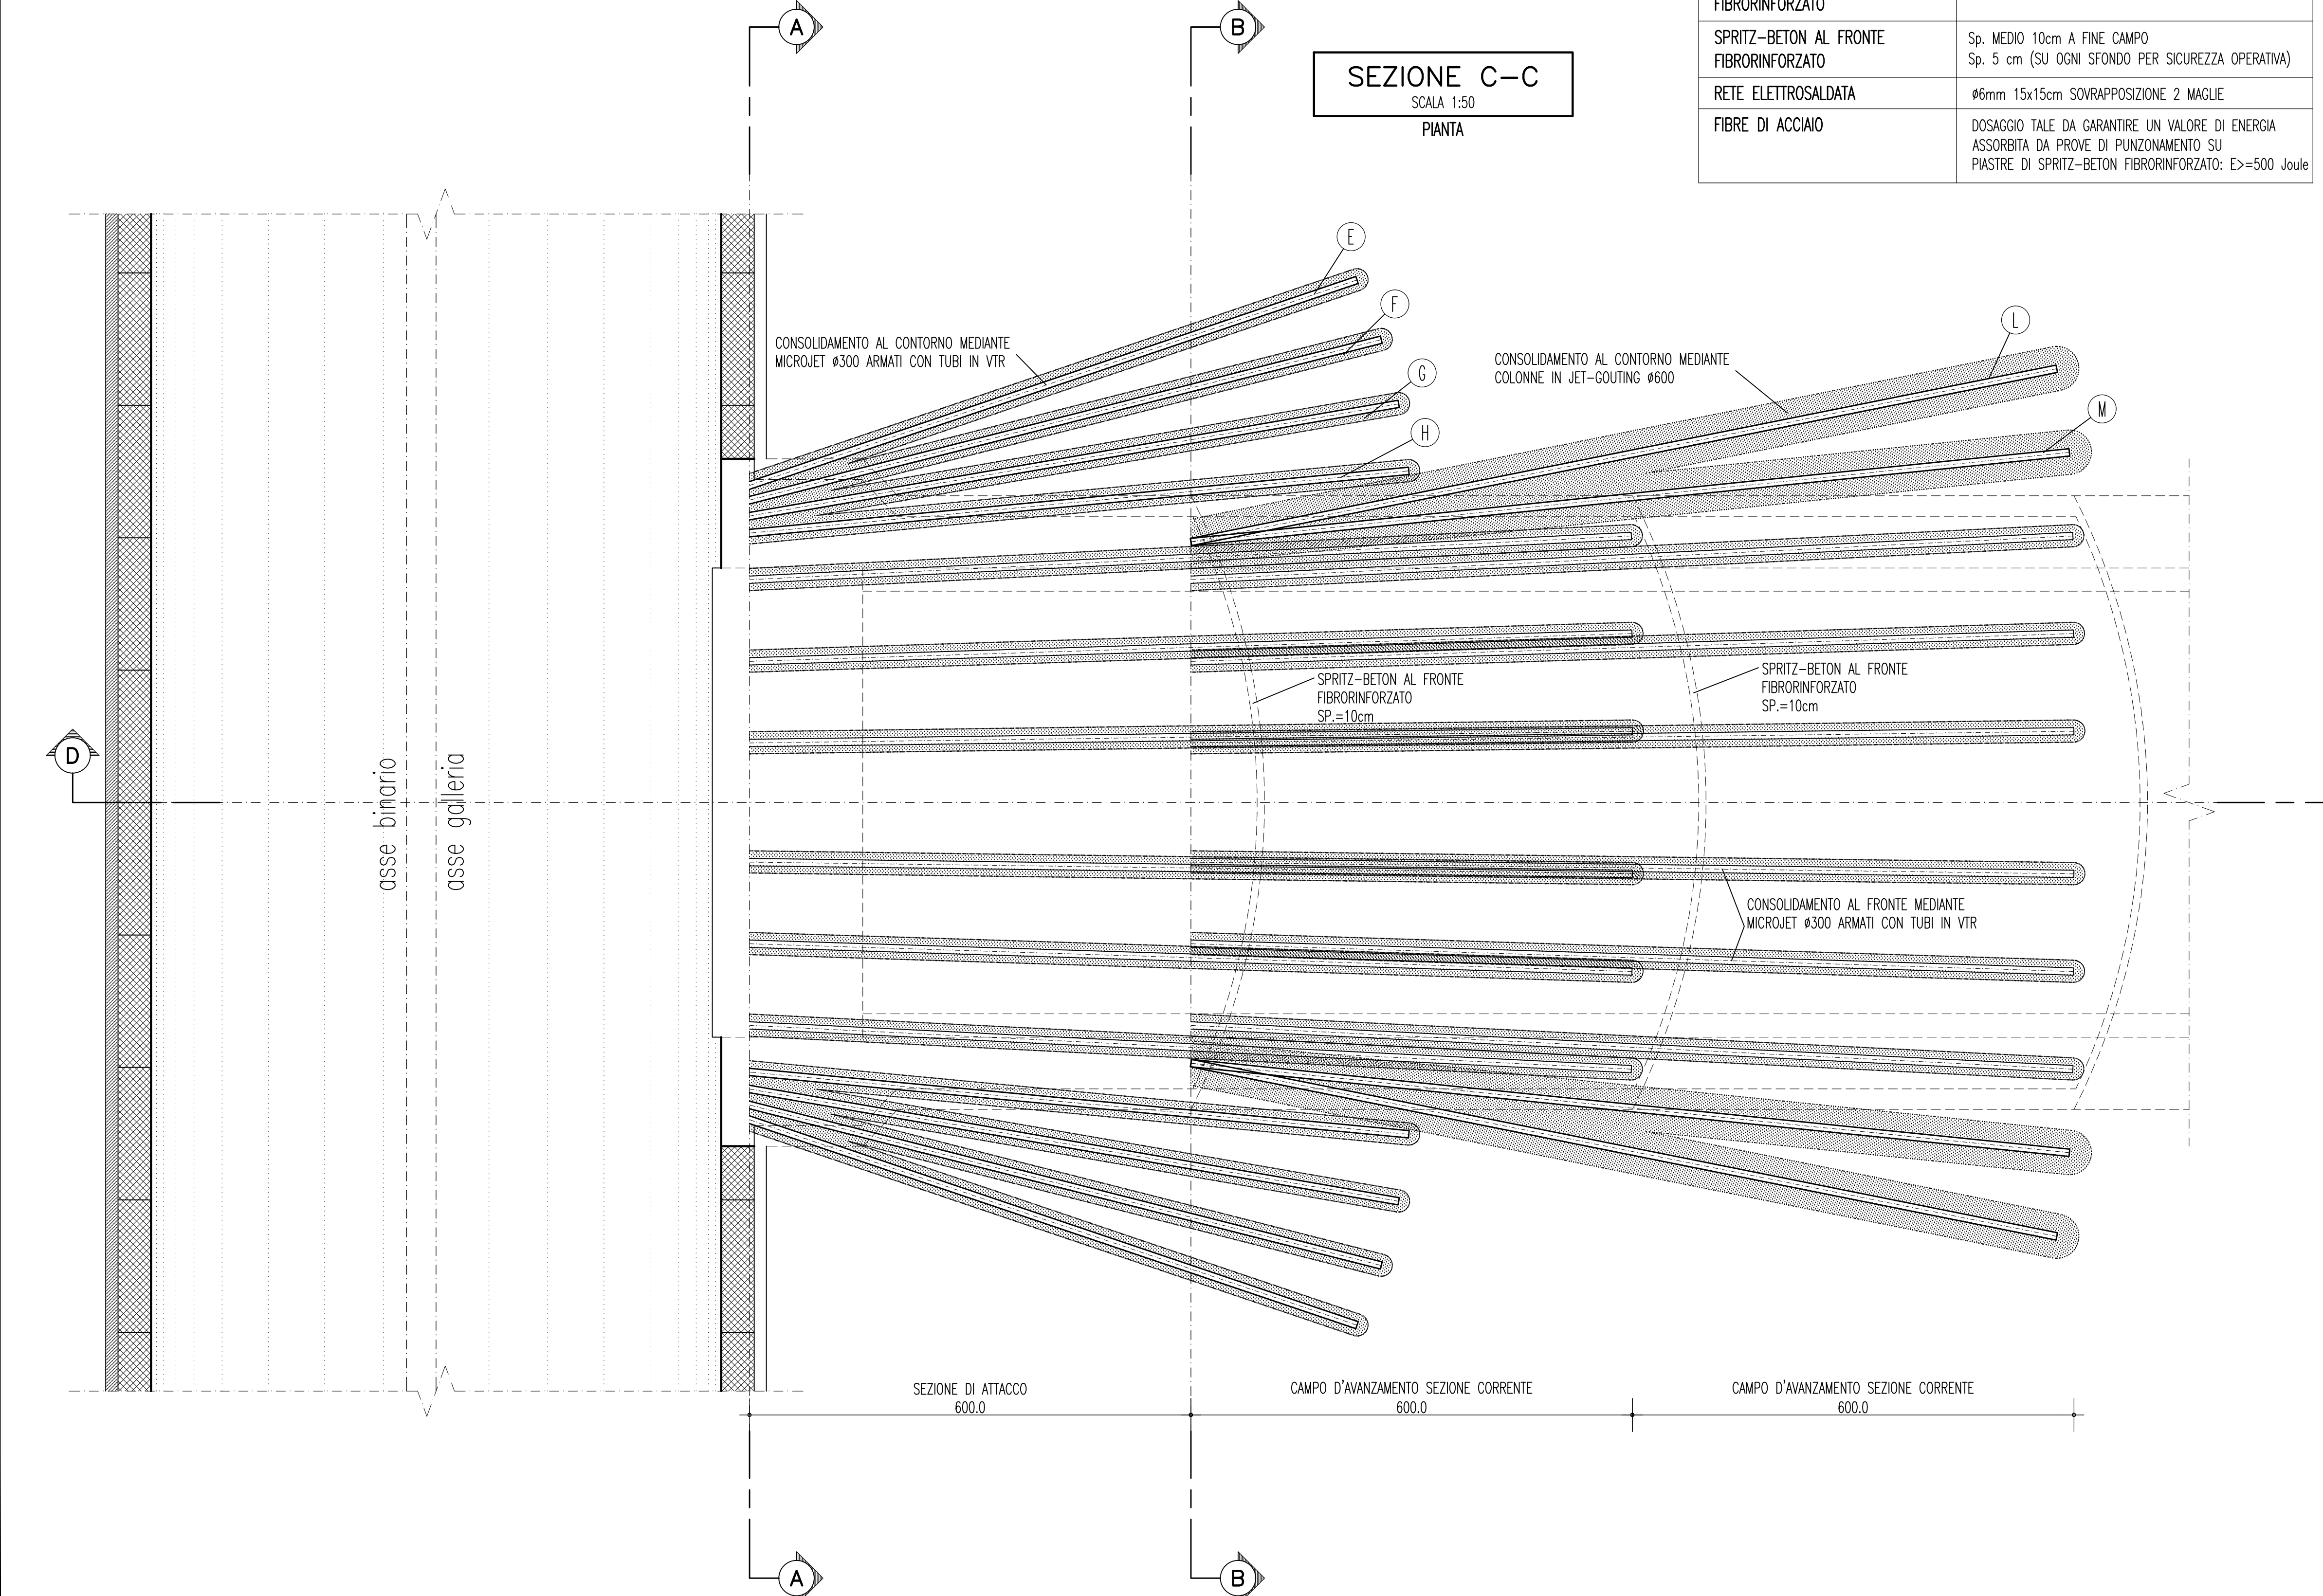 A
B
SEZIONE C-C
SCALA 1:50
PIANTA
FIBRORINFORZATO
SPRITZ-BETON AL FRONTE
FIBRORINFORZATO
Sp. MEDIO 10cm A FINE CAMPO
Sp. 5 cm (SU OGNI SFONDO PER SICUREZZA OPERATIVA)
RETE ELETTROSALDATA
ø6mm 15x15cm SOVRAPPOSIZIONE 2 MAGLIE
FIBRE DI ACCIAIO
DOSAGGIO TALE DA GARANTIRE UN VALORE DI ENERGIA
ASSORBITA DA PROVE DI PUNZONAMENTO SU
PIASTRE DI SPRITZ-BETON FIBRORINFORZATO: E>=500 Joule
E
F
G
H
L
M
CONSOLIDAMENTO AL CONTORNO MEDIANTE
MICROJET ø300 ARMATI CON TUBI IN VTR
CONSOLIDAMENTO AL CONTORNO MEDIANTE
COLONNE IN JET-GOUTING ø600
SPRITZ-BETON AL FRONTE
FIBRORINFORZATO
SP.=10cm
SPRITZ-BETON AL FRONTE
FIBRORINFORZATO
SP.=10cm
D
asse binario
asse galleria
CONSOLIDAMENTO AL FRONTE MEDIANTE
MICROJET ø300 ARMATI CON TUBI IN VTR
SEZIONE DI ATTACCO
600.0
CAMPO D'AVANZAMENTO SEZIONE CORRENTE
600.0
CAMPO D'AVANZAMENTO SEZIONE CORRENTE
600.0
A
B